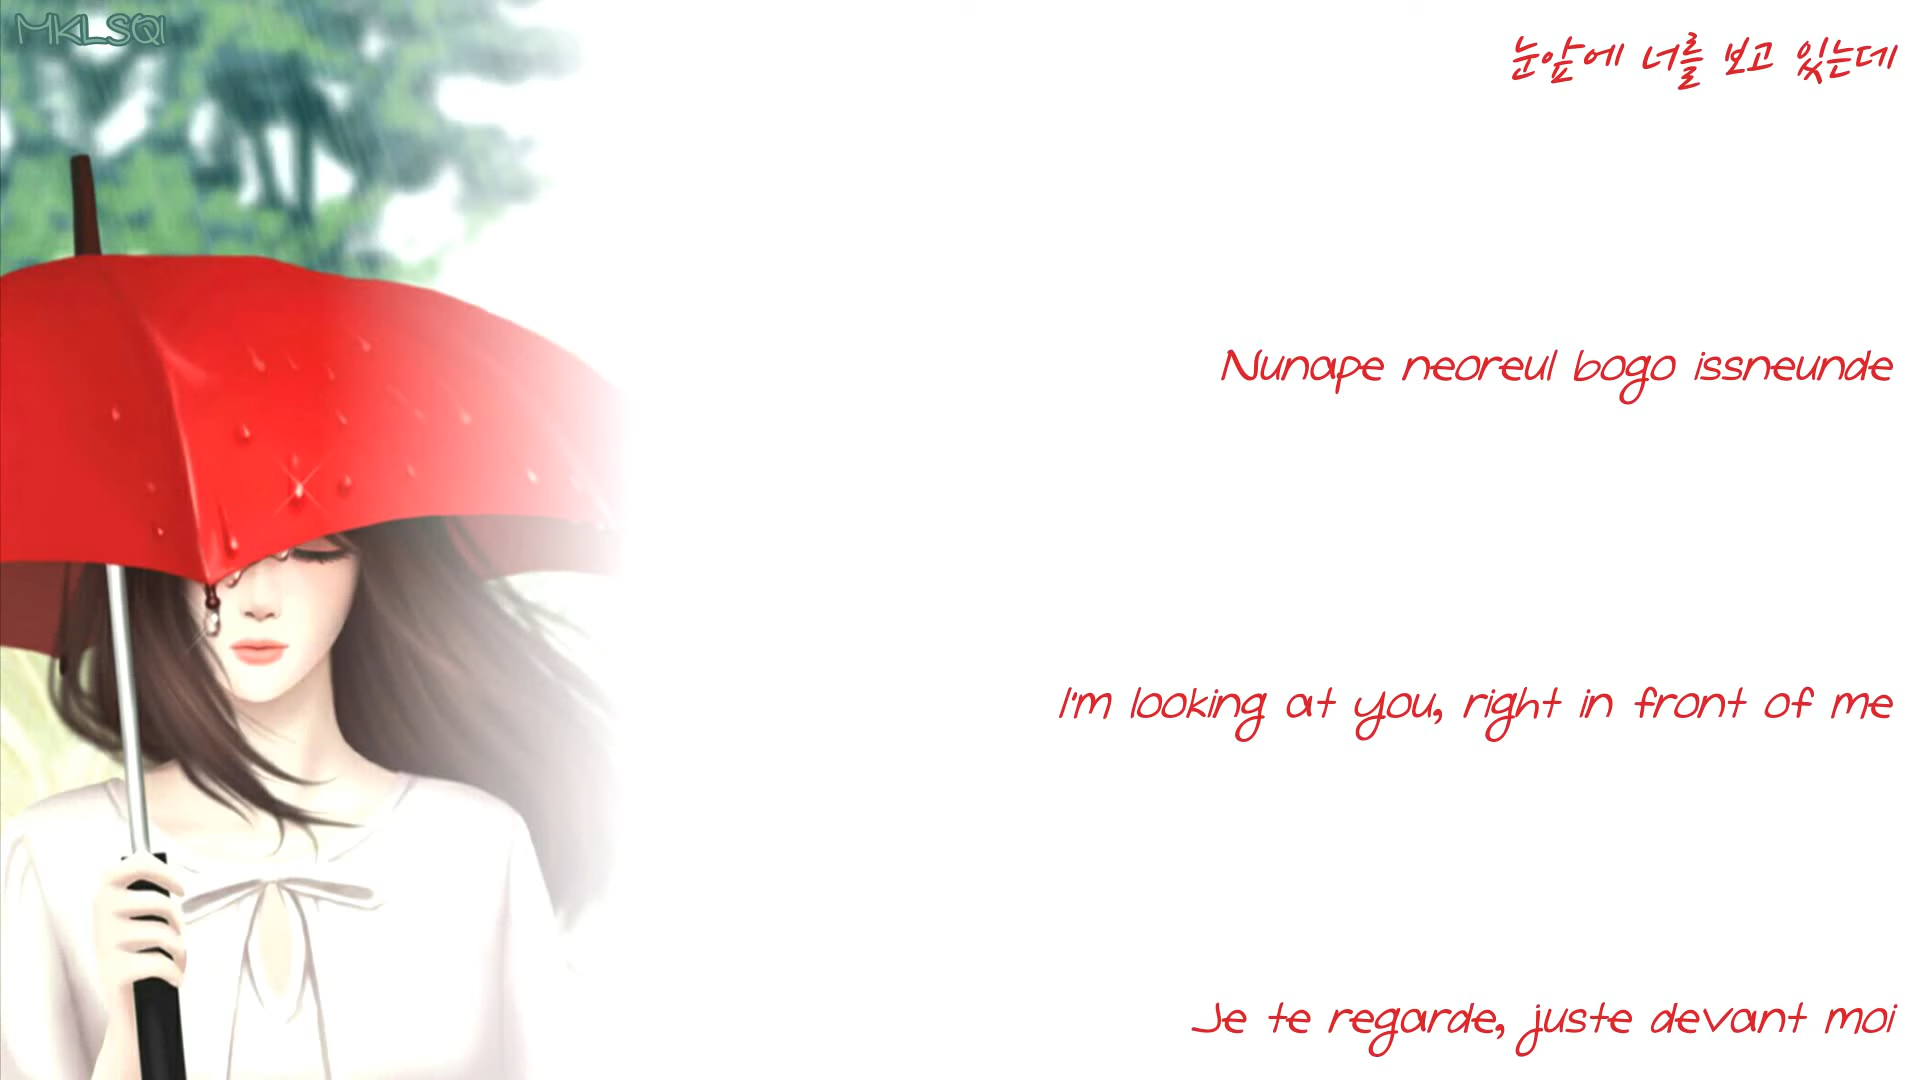 MKLSQI
눈앞에 너를 보고 있는데
Nunape neoreul bogo issneunde
I'm looking at you, right in front of me
Je te regarde, juste devant moi